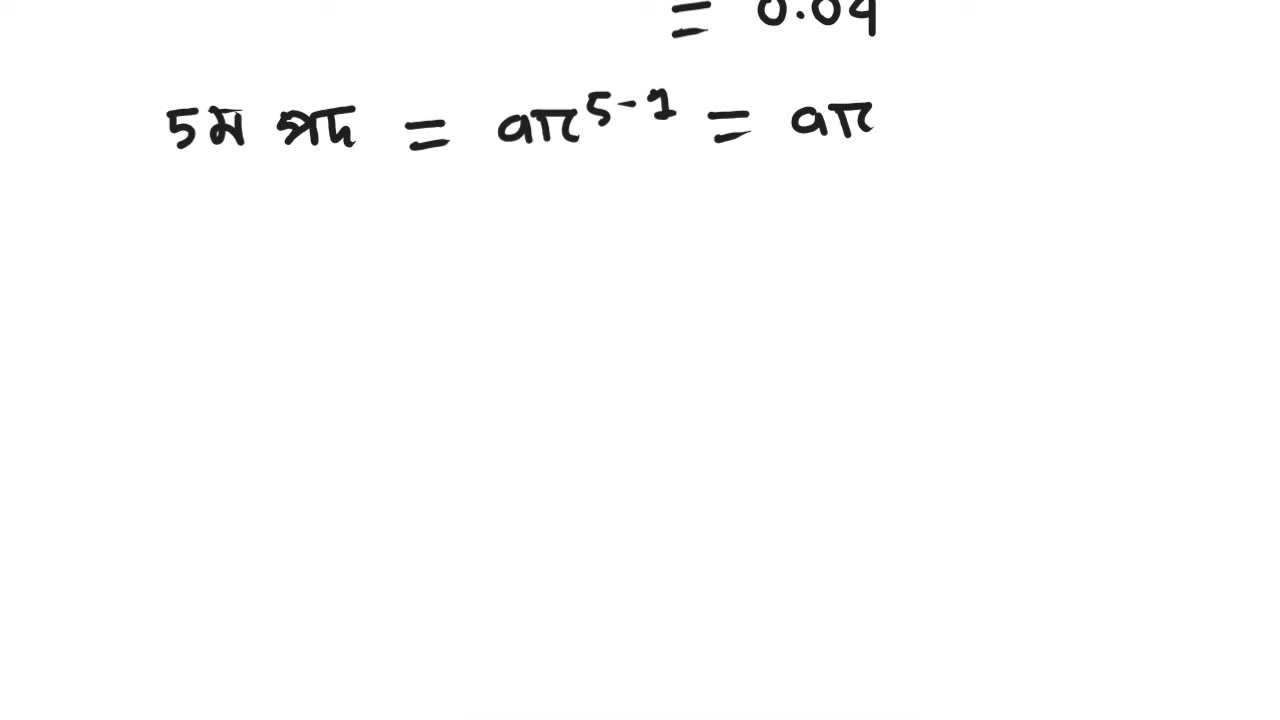 = 0.04
5ম পদ = ar^{5-1} = ar